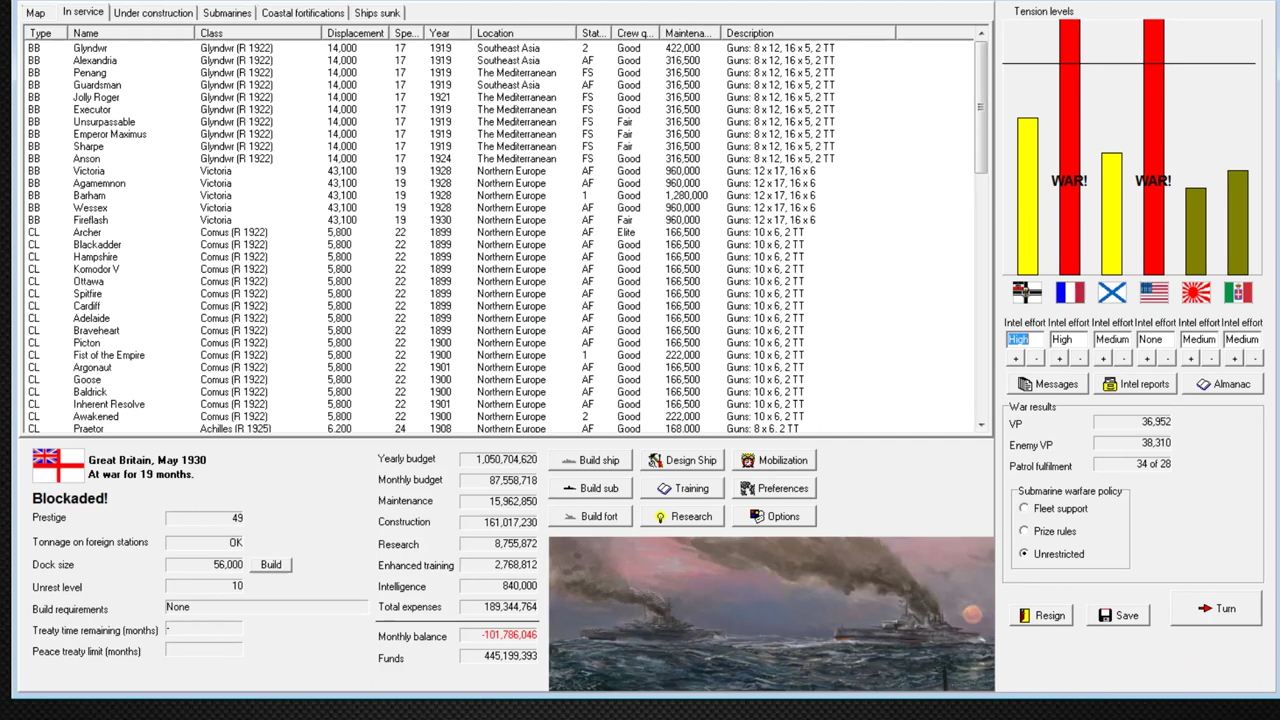 Map In service Under construction Submarines Coastal fortifications Ships sunk
Type Name Class Displacement Spe... Year Location Stat... Crew q... Maintena... Description
BB Glyndwr Glyndwr (R 1922) 14,000 17 1919 Southeast Asia 2 Good 422,000 Guns: 8 x 12, 16 x 5, 2 TT
BB Alexandria Glyndwr (R 1922) 14,000 17 1919 Southeast Asia AF Good 316,500 Guns: 8 x 12, 16 x 5, 2 TT
BB Penang Glyndwr (R 1922) 14,000 17 1919 The Mediterranean FS Good 316,500 Guns: 8 x 12, 16 x 5, 2 TT
BB Guardsman Glyndwr (R 1922) 14,000 17 1919 Southeast Asia AF Good 316,500 Guns: 8 x 12, 16 x 5, 2 TT
BB Jolly Roger Glyndwr (R 1922) 14,000 17 1921 The Mediterranean FS Good 316,500 Guns: 8 x 12, 16 x 5, 2 TT
BB Executor Glyndwr (R 1922) 14,000 17 1919 The Mediterranean FS Good 316,500 Guns: 8 x 12, 16 x 5, 2 TT
BB Unsurpassable Glyndwr (R 1922) 14,000 17 1919 The Mediterranean FS Fair 316,500 Guns: 8 x 12, 16 x 5, 2 TT
BB Emperor Maximus Glyndwr (R 1922) 14,000 17 1919 The Mediterranean FS Fair 316,500 Guns: 8 x 12, 16 x 5, 2 TT
BB Sharpe Glyndwr (R 1922) 14,000 17 1919 The Mediterranean FS Fair 316,500 Guns: 8 x 12, 16 x 5, 2 TT
BB Anson Glyndwr (R 1922) 14,000 17 1924 The Mediterranean FS Good 316,500 Guns: 8 x 12, 16 x 5, 2 TT
BB Victoria Victoria 43,100 19 1928 Northern Europe AF Good 960,000 Guns: 12 x 17, 16 x 6
BB Agamemnon Victoria 43,100 19 1928 Northern Europe AF Good 960,000 Guns: 12 x 17, 16 x 6
BB Barham Victoria 43,100 19 1928 Northern Europe 1 Good 1,280,000 Guns: 12 x 17, 16 x 6
BB Wessex Victoria 43,100 19 1928 Northern Europe AF Good 960,000 Guns: 12 x 17, 16 x 6
BB Fireflash Victoria 43,100 19 1930 Northern Europe AF Fair 960,000 Guns: 12 x 17, 16 x 6
CL Archer Comus (R 1922) 5,800 22 1899 Northern Europe AF Elite 166,500 Guns: 10 x 6, 2 TT
CL Blackadder Comus (R 1922) 5,800 22 1899 Northern Europe AF Good 166,500 Guns: 10 x 6, 2 TT
CL Hampshire Comus (R 1922) 5,800 22 1899 Northern Europe AF Good 166,500 Guns: 10 x 6, 2 TT
CL Komodor V Comus (R 1922) 5,800 22 1899 Northern Europe AF Good 166,500 Guns: 10 x 6, 2 TT
CL Ottawa Comus (R 1922) 5,800 22 1899 Northern Europe AF Good 166,500 Guns: 10 x 6, 2 TT
CL Spitfire Comus (R 1922) 5,800 22 1899 Northern Europe AF Good 166,500 Guns: 10 x 6, 2 TT
CL Cardiff Comus (R 1922) 5,800 22 1899 Northern Europe AF Good 166,500 Guns: 10 x 6, 2 TT
CL Adelaide Comus (R 1922) 5,800 22 1899 Northern Europe AF Good 166,500 Guns: 10 x 6, 2 TT
CL Braveheart Comus (R 1922) 5,800 22 1899 Northern Europe AF Good 166,500 Guns: 10 x 6, 2 TT
CL Picton Comus (R 1922) 5,800 22 1900 Northern Europe AF Good 166,500 Guns: 10 x 6, 2 TT
CL Fist of the Empire Comus (R 1922) 5,800 22 1900 Northern Europe 1 Good 222,000 Guns: 10 x 6, 2 TT
CL Argonaut Comus (R 1922) 5,800 22 1901 Northern Europe AF Good 166,500 Guns: 10 x 6, 2 TT
CL Goose Comus (R 1922) 5,800 22 1900 Northern Europe AF Good 166,500 Guns: 10 x 6, 2 TT
CL Baldrick Comus (R 1922) 5,800 22 1901 Northern Europe AF Good 166,500 Guns: 10 x 6, 2 TT
CL Inherent Resolve Comus (R 1922) 5,800 22 1901 Northern Europe AF Good 166,500 Guns: 10 x 6, 2 TT
CL Awakened Comus (R 1922) 5,800 22 1900 Northern Europe 2 Good 222,000 Guns: 10 x 6, 2 TT
CL Praetor Achilles (R 1925) 6,200 24 1908 Northern Europe AF Good 168,000 Guns: 8 x 6, 2 TT
Tension levels
WAR! WAR!
Intel effort Intel effort Intel effort Intel effort Intel effort Intel effort
High High Medium None Medium Medium
+ - + - + - + - + - + -
Messages Intel reports Almanac
War results
VP 36,952
Enemy VP 38,310
Patrol fulfilment 34 of 28
Submarine warfare policy
Fleet support
Prize rules
Unrestricted
Resign Save Turn
Great Britain, May 1930
At war for 19 months.
Blockaded!
Prestige 49
Tonnage on foreign stations OK
Dock size 56,000 Build
Unrest level 10
Build requirements None
Treaty time remaining (months) -
Peace treaty limit (months)
Yearly budget 1,050,704,620
Monthly budget 87,558,718
Maintenance 15,962,850
Construction 161,017,230
Research 8,755,872
Enhanced training 2,768,812
Intelligence 840,000
Total expenses 189,344,764
Monthly balance -101,786,046
Funds 445,199,393
Build ship Design Ship Mobilization
Build sub Training Preferences
Build fort Research Options